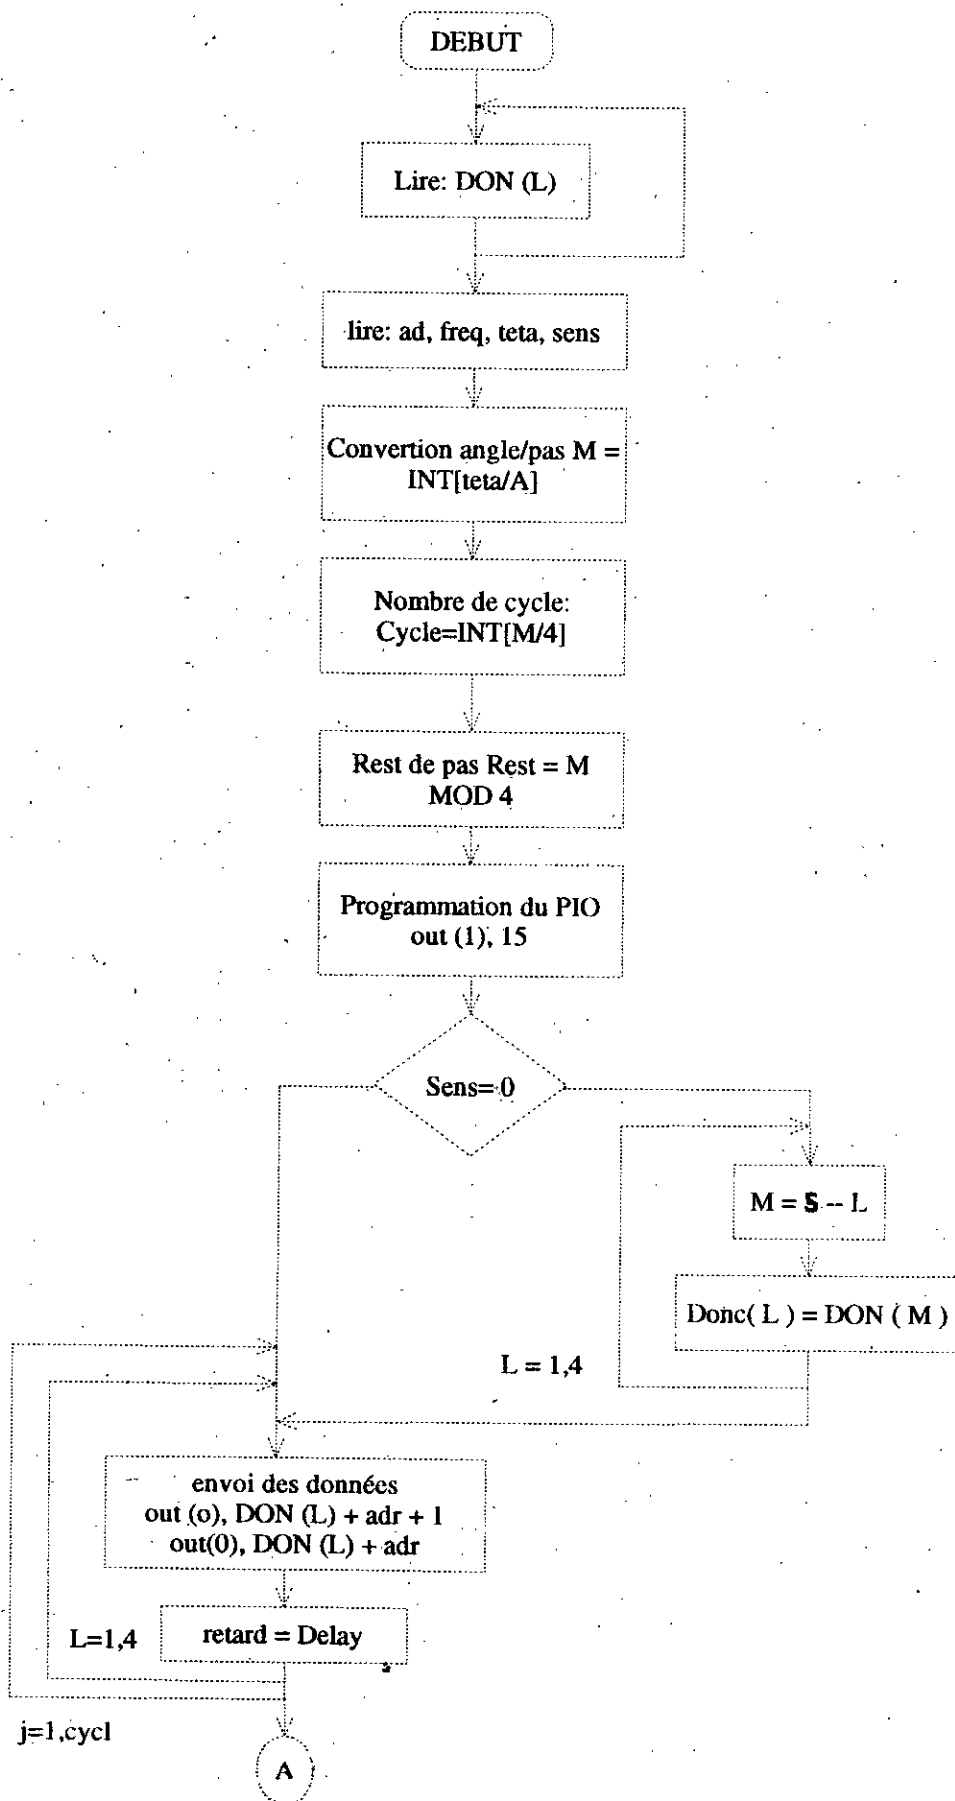 DEBUT
Lire: DON (L)
lire: ad, freq, teta, sens
Convertion angle/pas M =
INT[teta/A]
Nombre de cycle:
Cycle=INT[M/4]
Rest de pas Rest = M
MOD 4
Programmation du PIO
out (1), 15
Sens= 0
M = 5 -- L
Donc( L ) = DON ( M )
L = 1,4
envoi des données
out (o), DON (L) + adr + 1
out(0), DON (L) + adr
retard = Delay
L=1,4
j=1,cycl
A